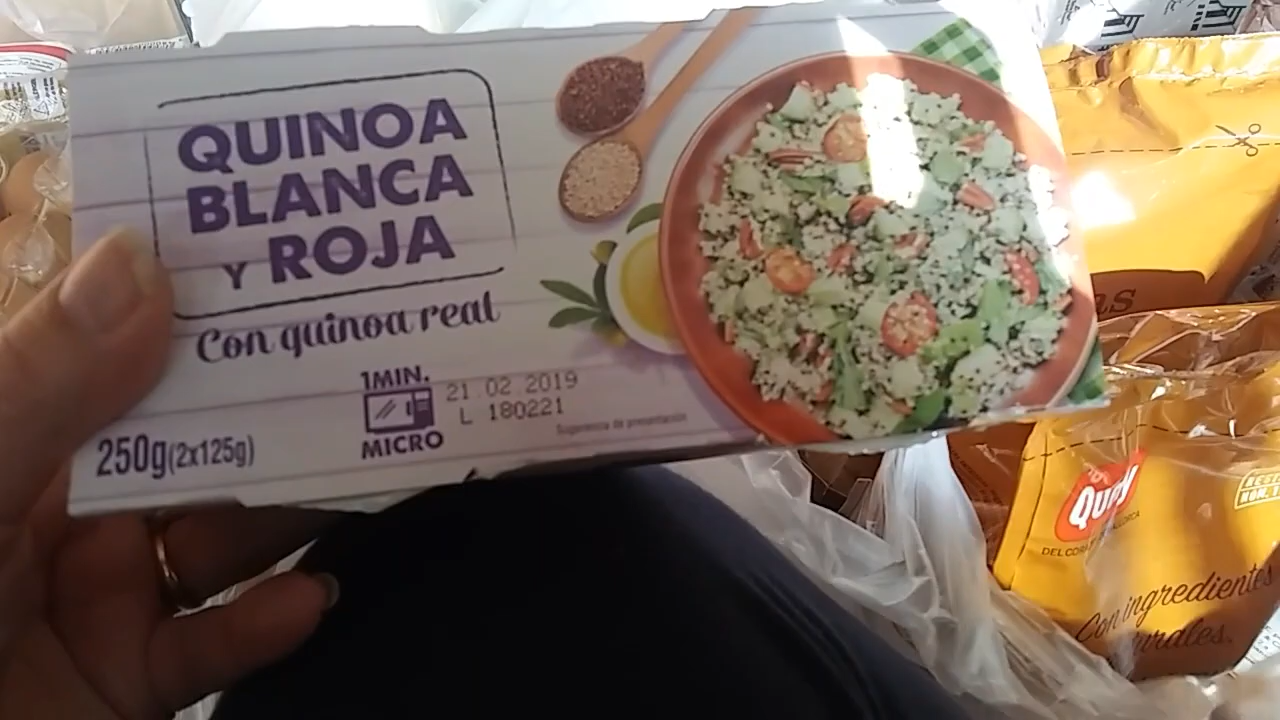 QUINOA
BLANCA
Y ROJA
Con quinoa real
1MIN.
MICRO
21 02 2019
L 180221
250g(2x125g)
Sugerencia de presentación
as
Quely
Con ingredientes